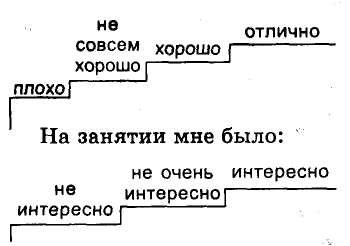 плохо
не
совсем
хорошо
хорошо
отлично
На занятии мне было:
не
интересно
не очень
интересно
интересно